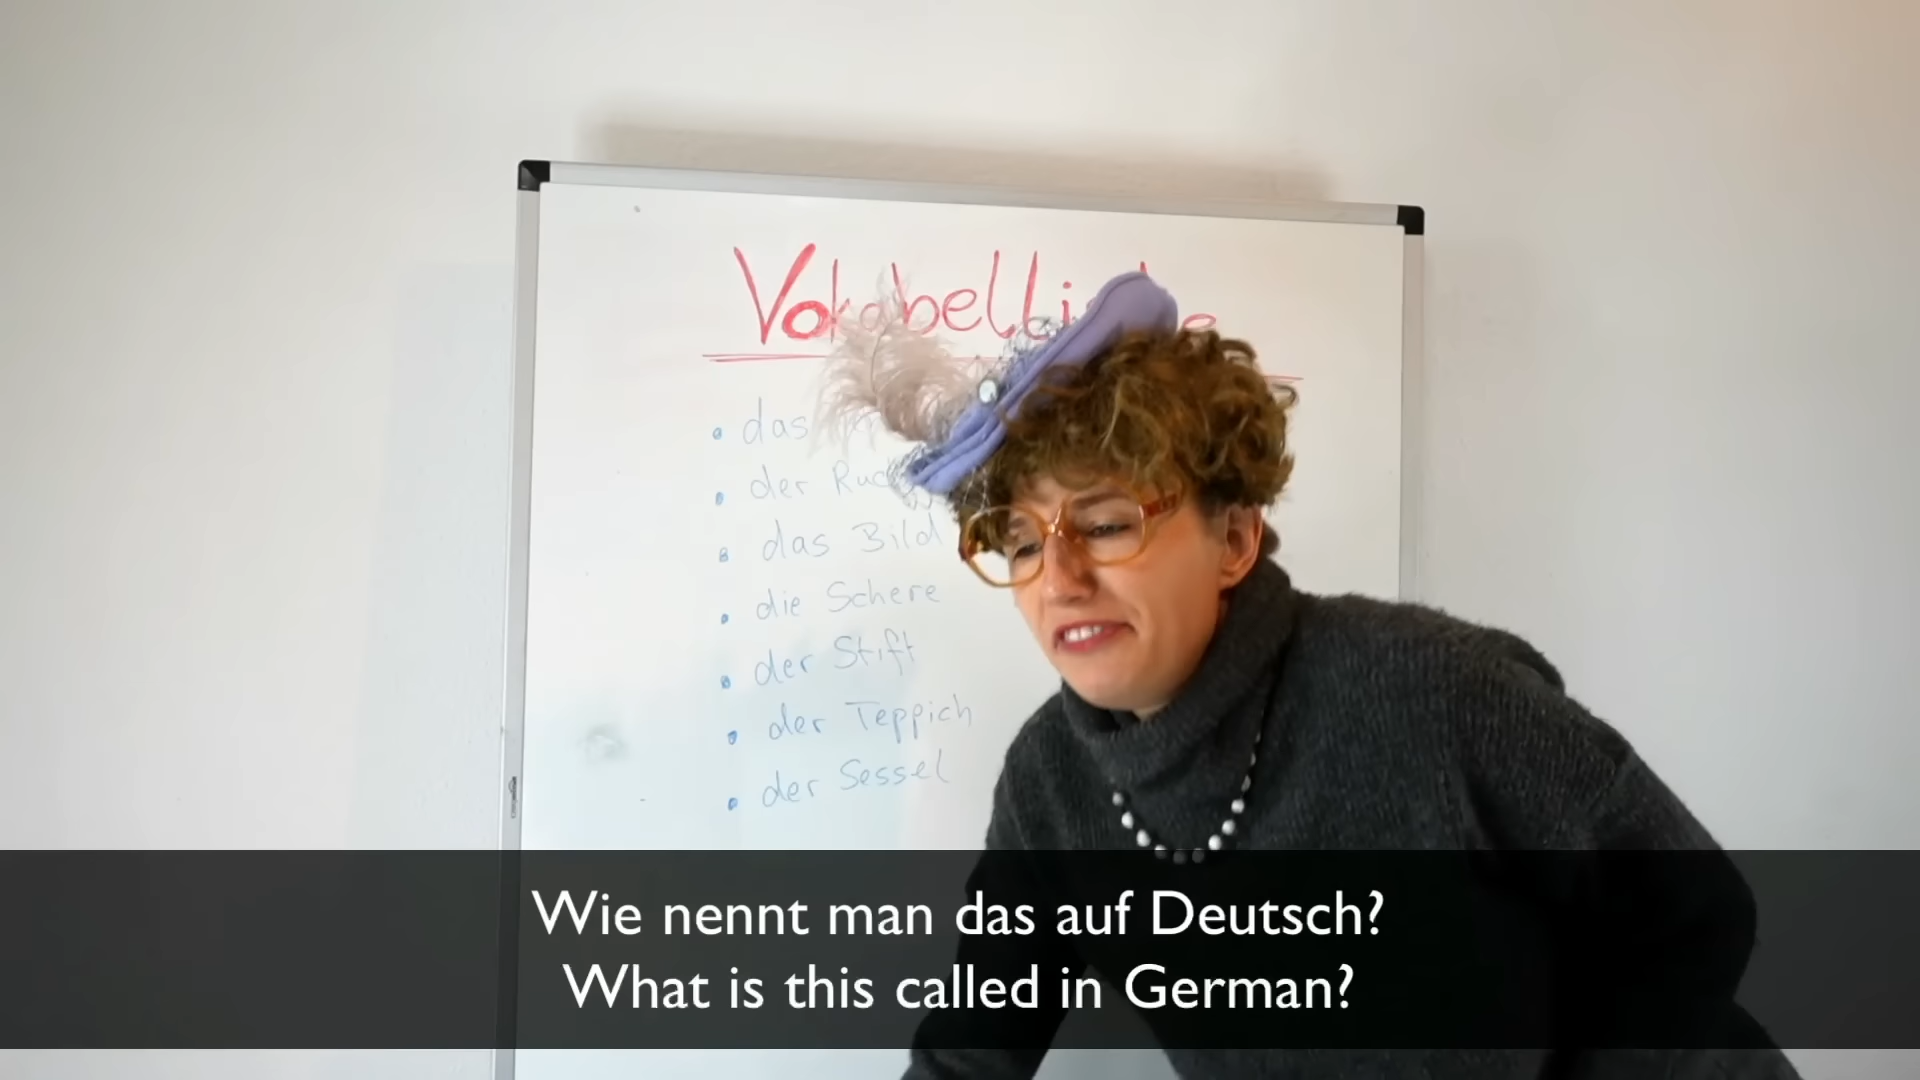 • das
• der
• das Bild
• die Schere
• der Stift
• der Teppich
• der Sessel
Wie nennt man das auf Deutsch?
What is this called in German?